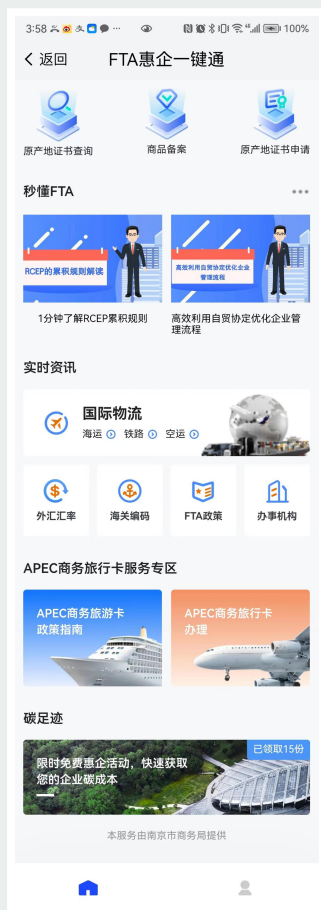 3:58
100%
返回
FTA惠企一键通
原产地证书查询
商品备案
原产地证书申请
秒懂FTA
RCEP的累积规则解读
高效利用自贸协定优化企业
管理流程
1分钟了解RCEP累积规则
高效利用自贸协定优化企业管
理流程
实时资讯
国际物流
海运 铁路 空运
外汇汇率
海关编码
FTA政策
办事机构
APEC商务旅行卡服务专区
APEC商务旅游卡
政策指南
APEC商务旅行卡
办理
碳足迹
已领取15份
限时免费惠企活动，快速获取
您的企业碳成本
本服务由南京市商务局提供